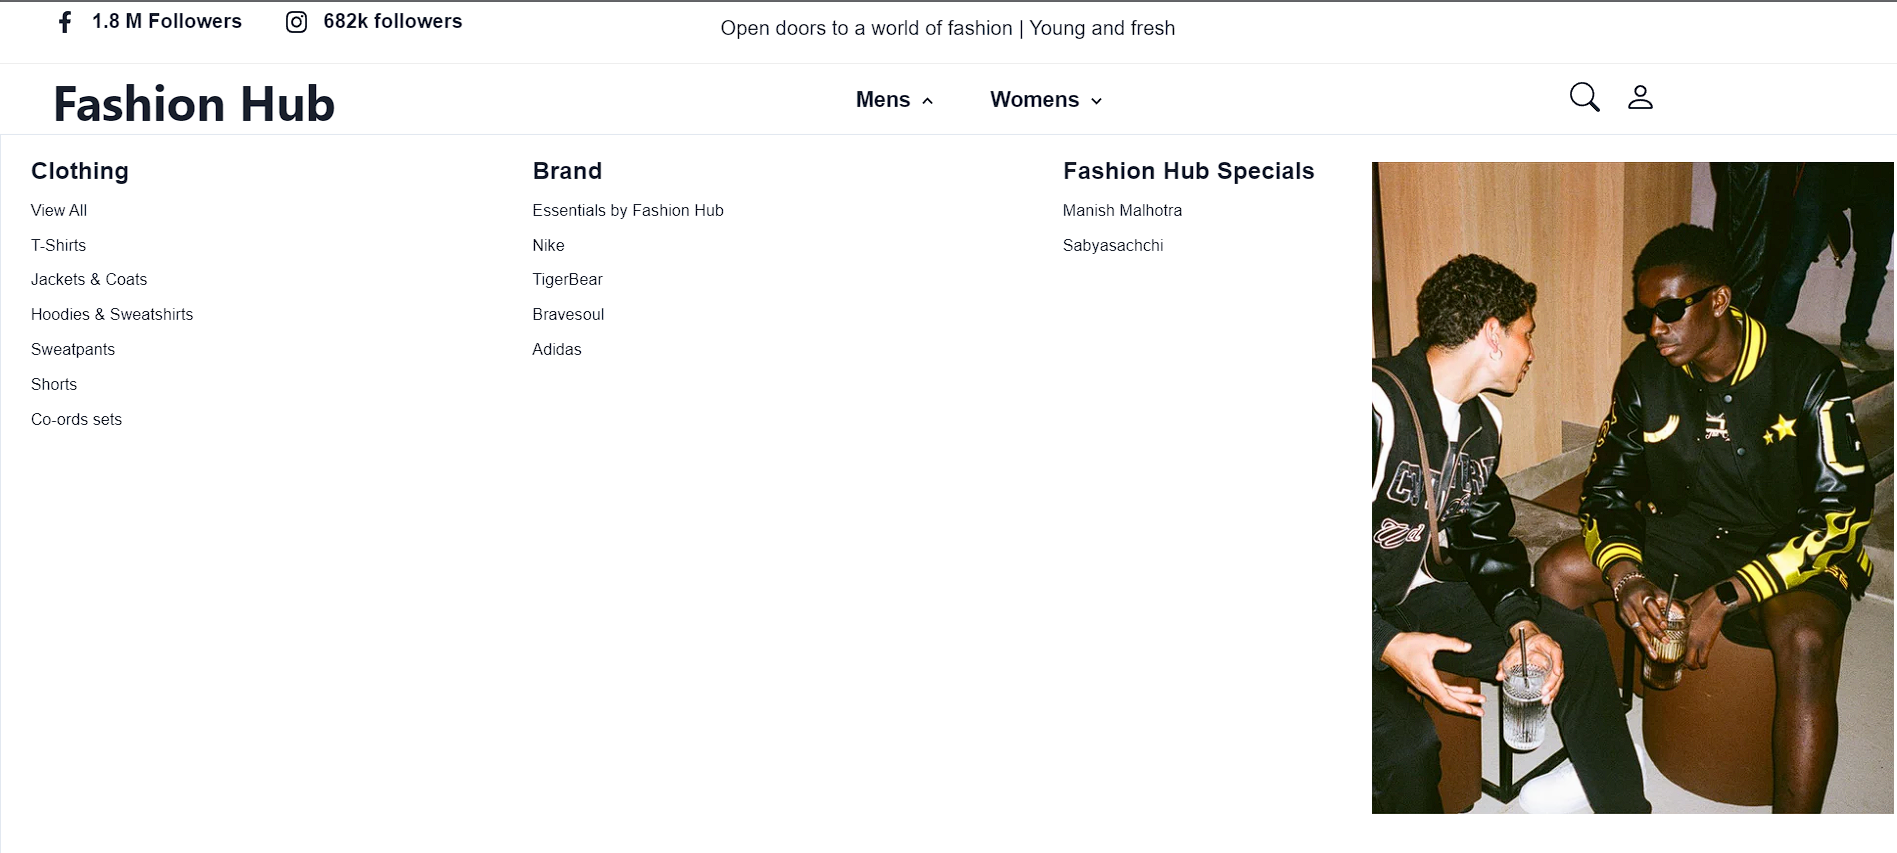 1.8 M Followers
682k followers
Open doors to a world of fashion | Young and fresh
Fashion Hub
Mens
Womens
Clothing
View All
T-Shirts
Jackets & Coats
Hoodies & Sweatshirts
Sweatpants
Shorts
Co-ords sets
Brand
Essentials by Fashion Hub
Nike
TigerBear
Bravesoul
Adidas
Fashion Hub Specials
Manish Malhotra
Sabyasachchi